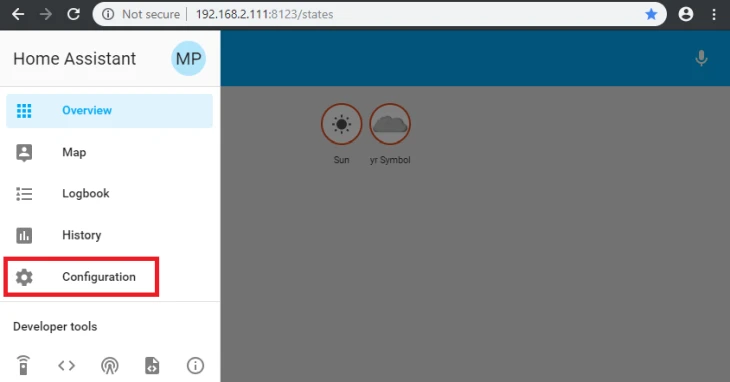 Not secure | 192.168.2.111:8123/states
Home Assistant
MP
Overview
Map
Logbook
History
Configuration
Developer tools
Sun
yr Symbol